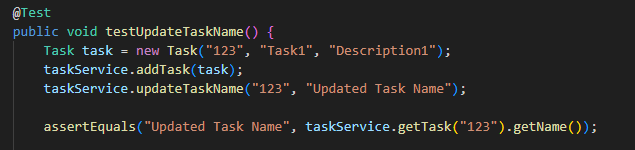 @Test
public void testUpdateTaskName() {
    Task task = new Task("123", "Task1", "Description1");
    taskService.addTask(task);
    taskService.updateTaskName("123", "Updated Task Name");
    assertEquals("Updated Task Name", taskService.getTask("123").getName());